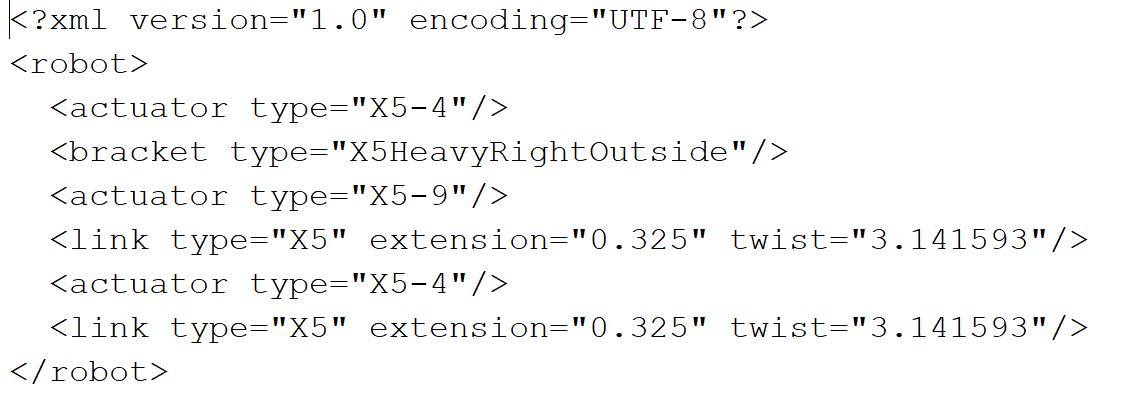 <?xml version="1.0" encoding="UTF-8"?>
<robot>
  <actuator type="X5-4"/>
  <bracket type="X5HeavyRightOutside"/>
  <actuator type="X5-9"/>
  <link type="X5" extension="0.325" twist="3.141593"/>
  <actuator type="X5-4"/>
  <link type="X5" extension="0.325" twist="3.141593"/>
</robot>